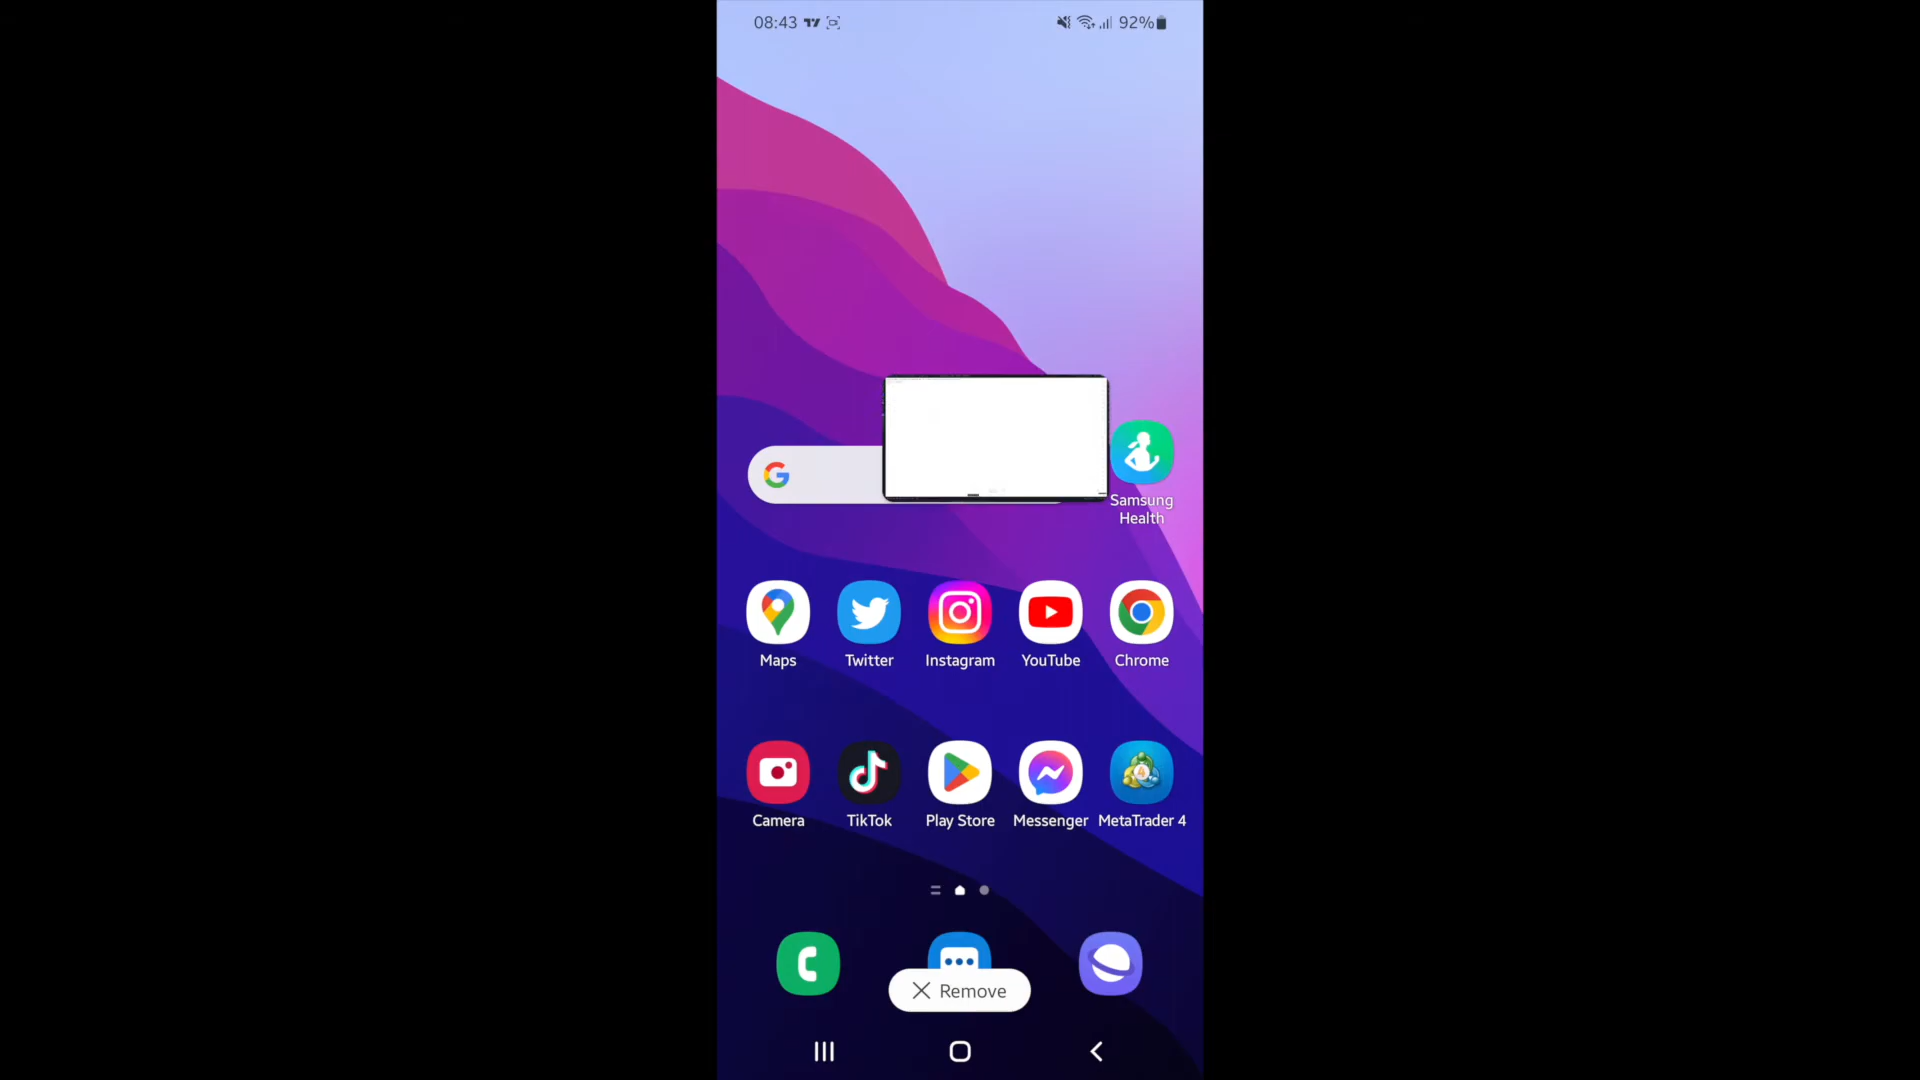 08:43
92%
Samsung
Health
Maps
Twitter
Instagram
YouTube
Chrome
Camera
TikTok
Play Store
Messenger
MetaTrader 4
Remove